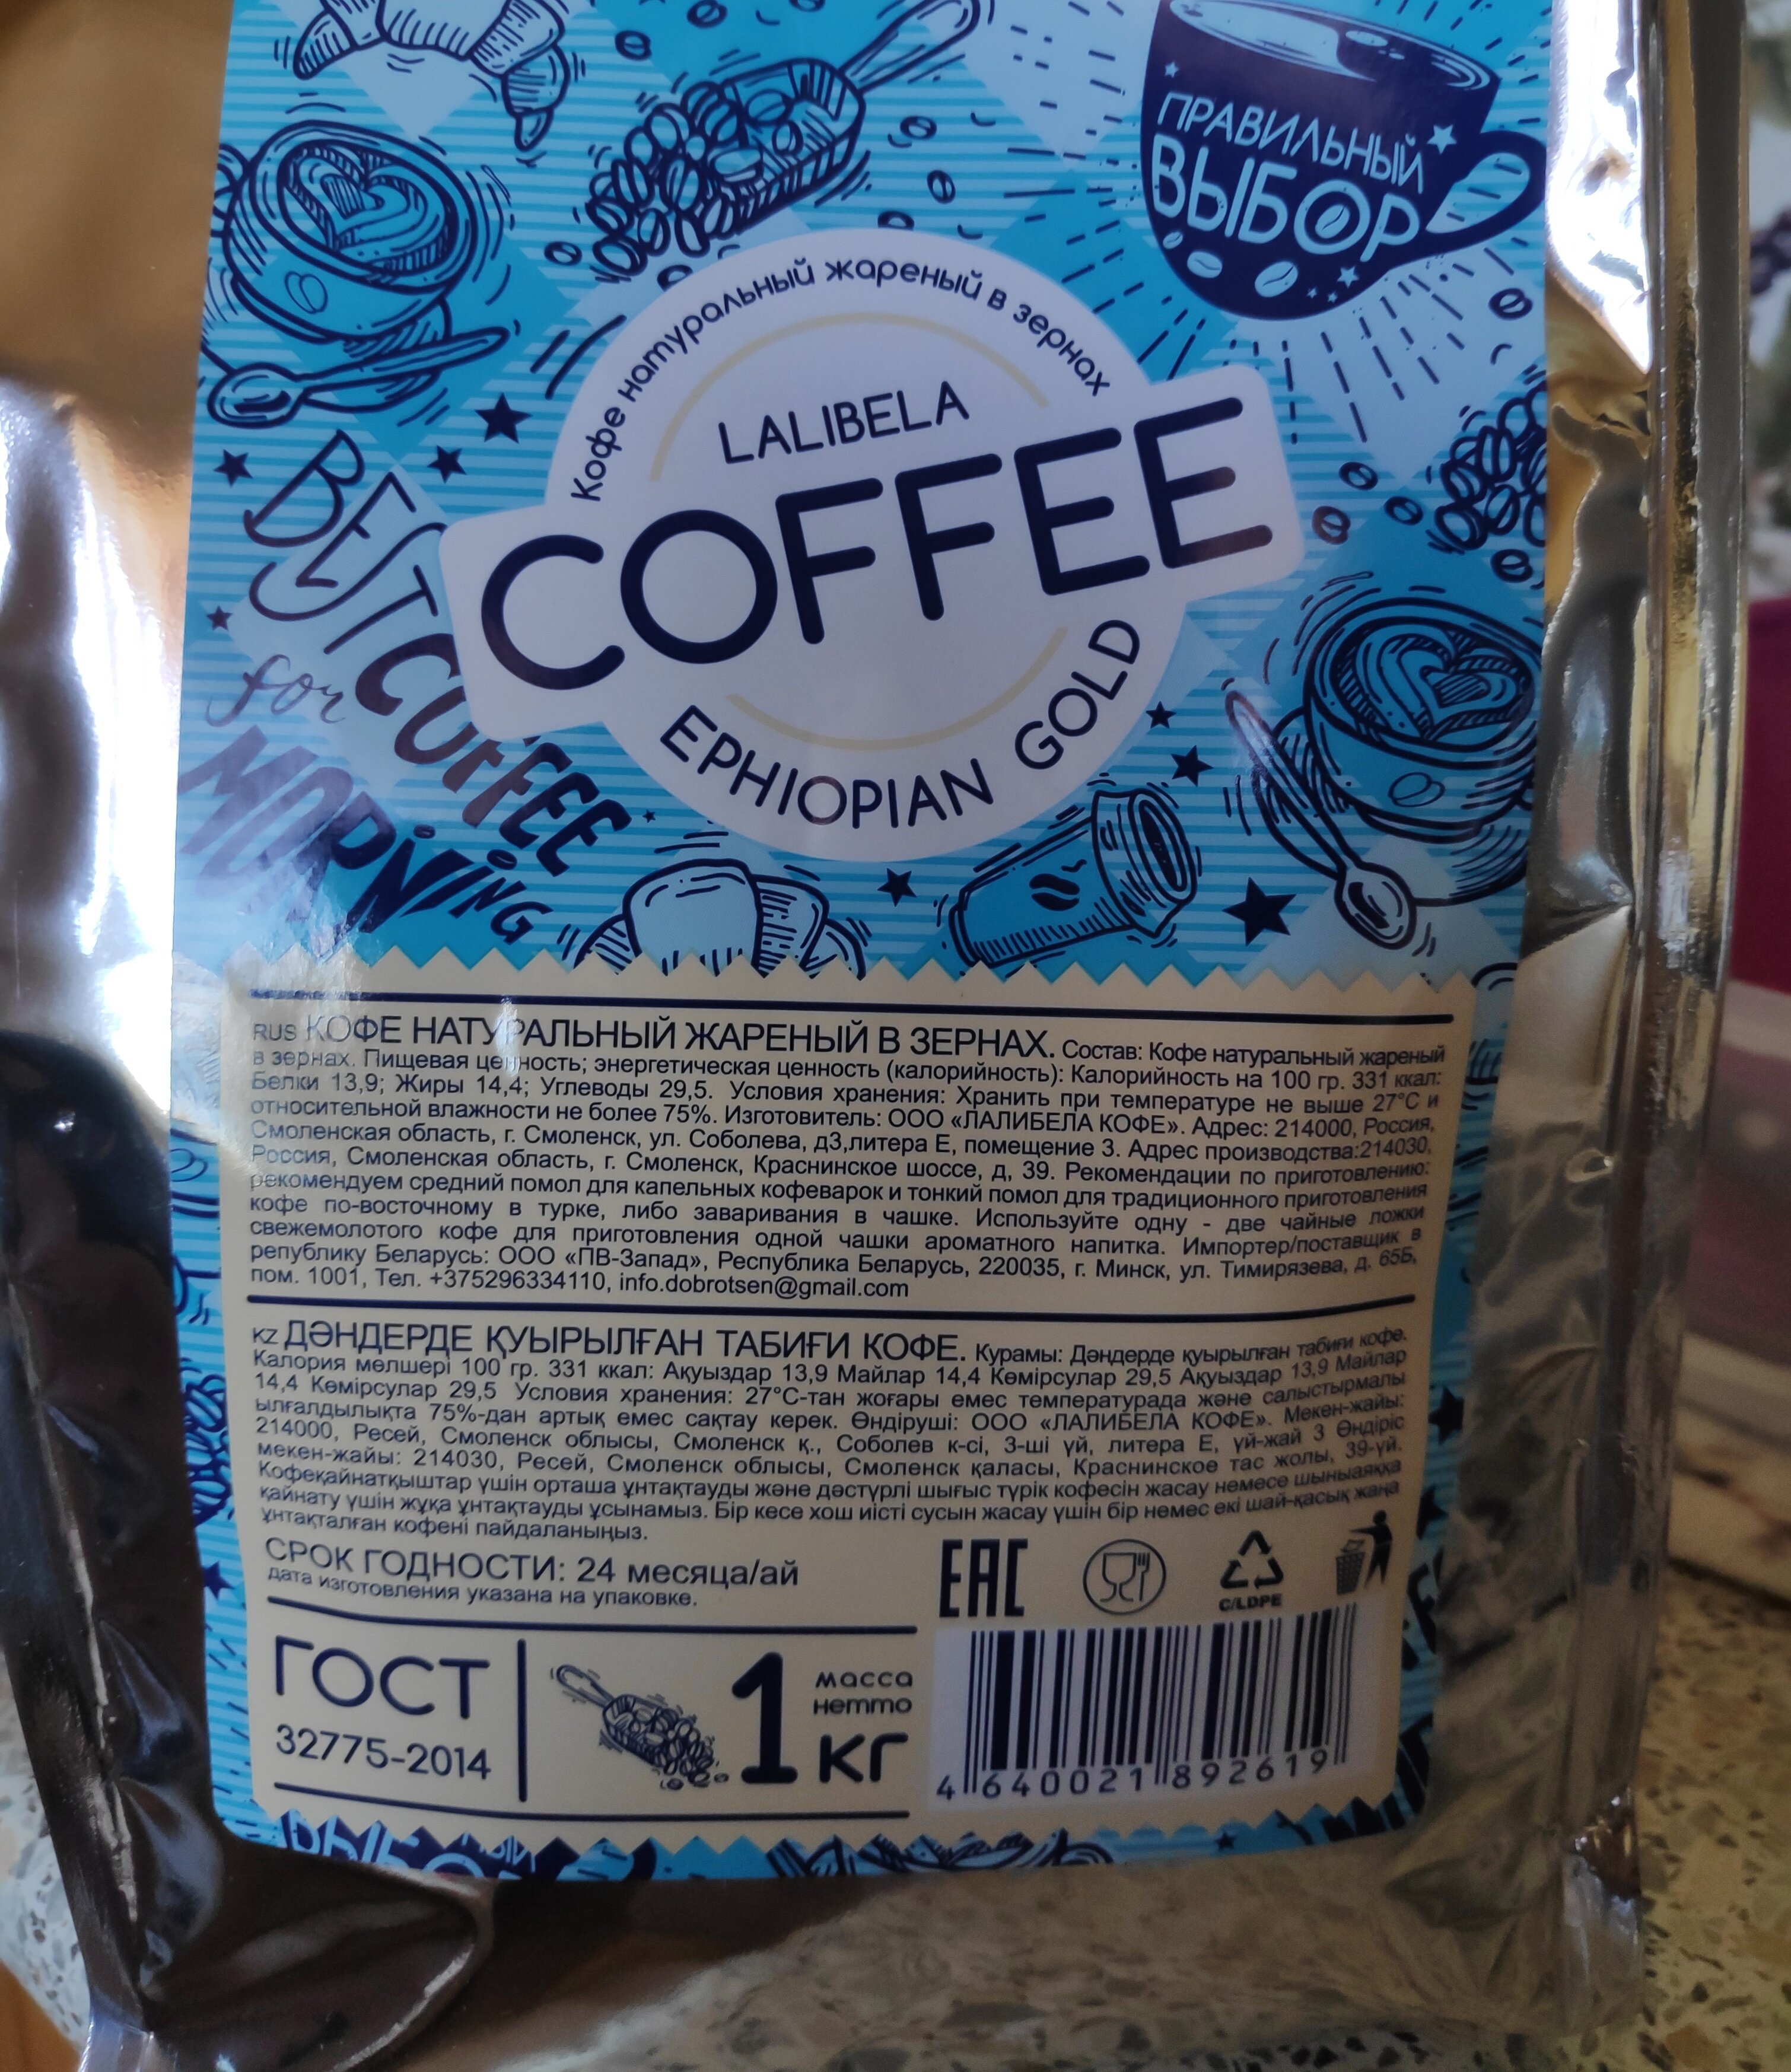 ПРАВИЛЬНЫЙ
ВЫБОР
Кофе натуральный жареный в зернах
LALIBELA
COFFEE
EPHIOPIAN GOLD
BEST COFFEE
for
MORNING
RUS КОФЕ НАТУРАЛЬНЫЙ ЖАРЕНЫЙ В ЗЕРНАХ. Состав: Кофе натуральный жареный
в зернах. Пищевая ценность; энергетическая ценность (калорийность): Калорийность на 100 гр. 331 ккал:
Белки 13,9; Жиры 14,4; Углеводы 29,5. Условия хранения: Хранить при температуре не выше 27°С и
относительной влажности не более 75%. Изготовитель: ООО «ЛАЛИБЕЛА КОФЕ». Адрес: 214000, Россия,
Смоленская область, г. Смоленск, ул. Соболева, д3,литера Е, помещение 3. Адрес производства:214030,
Россия, Смоленская область, г. Смоленск, Краснинское шоссе, д, 39. Рекомендации по приготовлению:
рекомендуем средний помол для капельных кофеварок и тонкий помол для традиционного приготовления
кофе по-восточному в турке, либо заваривания в чашке. Используйте одну - две чайные ложки
свежемолотого кофе для приготовления одной чашки ароматного напитка. Импортер/поставщик в
републику Беларусь: ООО «ПВ-Запад», Республика Беларусь, 220035, г. Минск, ул. Тимирязева, д. 65Б,
пом. 1001, Тел. +375296334110, info.dobrotsen@gmail.com
KZ ДӘНДЕРДЕ ҚУЫРЫЛҒАН ТАБИҒИ КОФЕ. Курамы: Дәндерде қуырылған табиғи кофе.
Калория мөлшері 100 гр. 331 ккал: Ақуыздар 13,9 Майлар 14,4 Көмірсулар 29,5 Ақуыздар 13,9 Майлар
14,4 Көмірсулар 29,5 Условия хранения: 27°С-тан жоғары емес температурада және салыстырмалы
ылғалдылықта 75%-дан артық емес сақтау керек. Өндіруші: ООО «ЛАЛИБЕЛА КОФЕ». Мекен-жайы:
214000, Ресей, Смоленск облысы, Смоленск қ., Соболев к-сі, 3-ші үй, литера Е, үй-жай 3 Өндіріс
мекен-жайы: 214030, Ресей, Смоленск облысы, Смоленск қаласы, Краснинское тас жолы, 39-үй.
Кофеқайнатқыштар үшін орташа ұнтақтауды және дәстүрлі шығыс түрік кофесін жасау немесе шыныаяққа
қайнату үшін жұқа ұнтақтауды ұсынамыз. Бір кесе хош иісті сусын жасау үшін бір немес екі шай-қасық жаңа
ұнтақталған кофені пайдаланыңыз.
СРОК ГОДНОСТИ: 24 месяца/ай
дата изготовления указана на упаковке.
EAC
C/LDPE
ГОСТ
32775-2014
1 КГ
масса
нетто
4 640021 892619